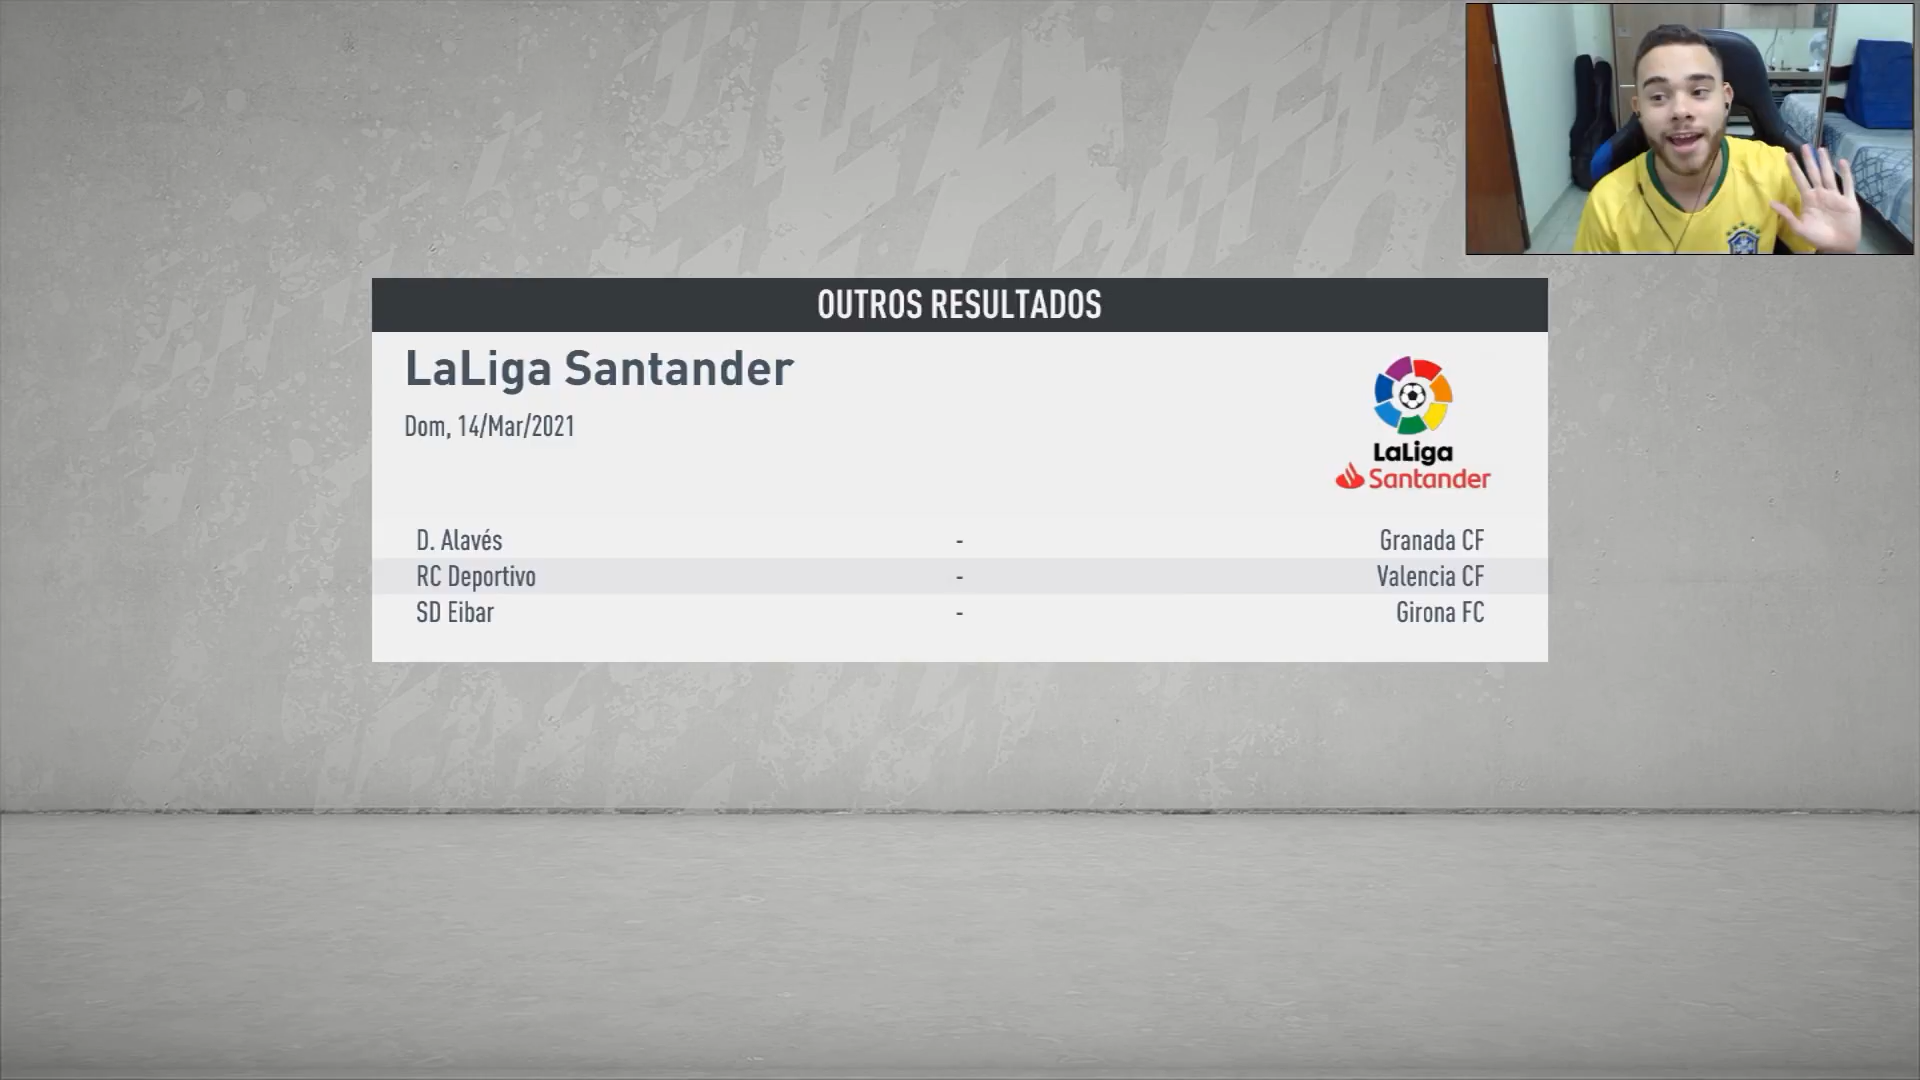 OUTROS RESULTADOS
LaLiga Santander
Dom, 14/Mar/2021
LaLiga
Santander
D. Alavés - Granada CF
RC Deportivo - Valencia CF
SD Eibar - Girona FC